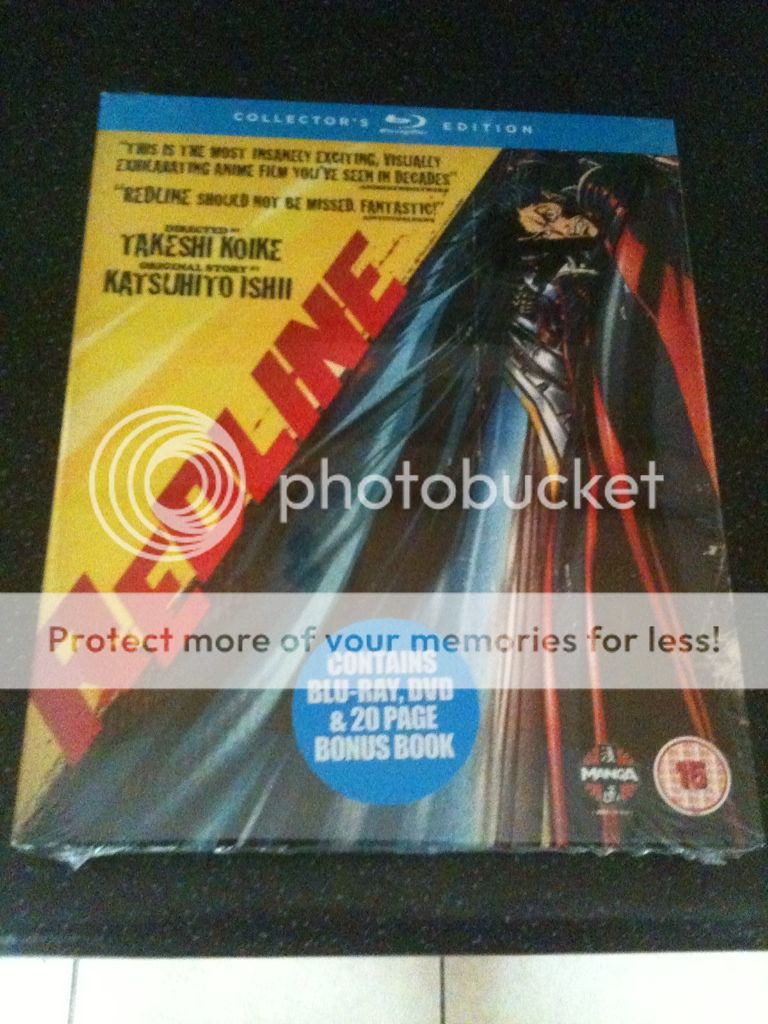 COLLECTOR'S Blu-ray EDITION
"THIS IS THE MOST INSANELY EXCITING, VISUALLY
EXHILARATING ANIME FILM YOU'VE SEEN IN DECADES"
"REDLINE SHOULD NOT BE MISSED. FANTASTIC!"
DIRECTED BY
TAKESHI KOIKE
ORIGINAL STORY BY
KATSUHITO ISHII
REDLINE
photobucket
Protect more of your memories for less!
CONTAINS
BLU-RAY, DVD
& 20 PAGE
BONUS BOOK
MANGA
15